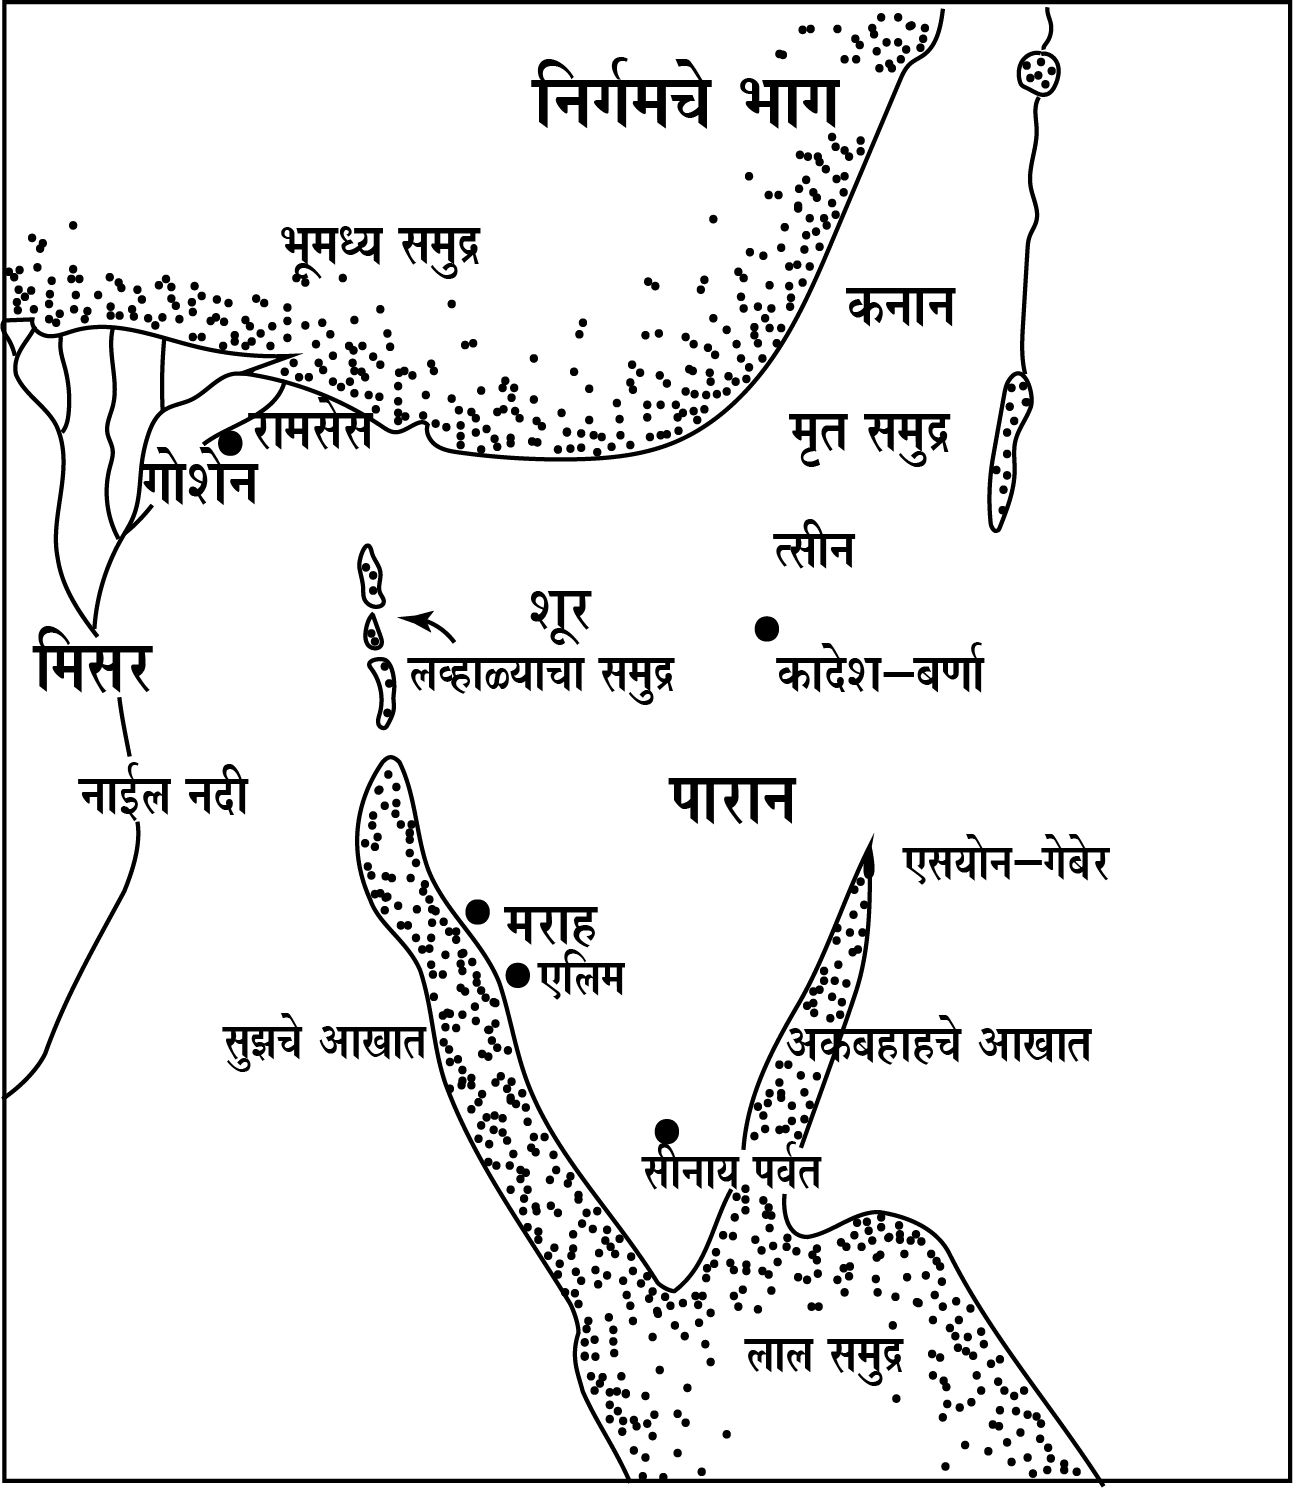 निर्गमचे भाग
भूमध्य समुद्र
कनान
रामसेस
मृत समुद्र
गोशेन
त्सीन
शूर
मिसर
लव्हाळ्याचा समुद्र
कादेश–बर्णा
नाईल नदी
पारान
एसयोन–गेबेर
मराह
एलिम
सुझचे आखात
अकबहाहचे आखात
सीनाय पर्वत
लाल समुद्र